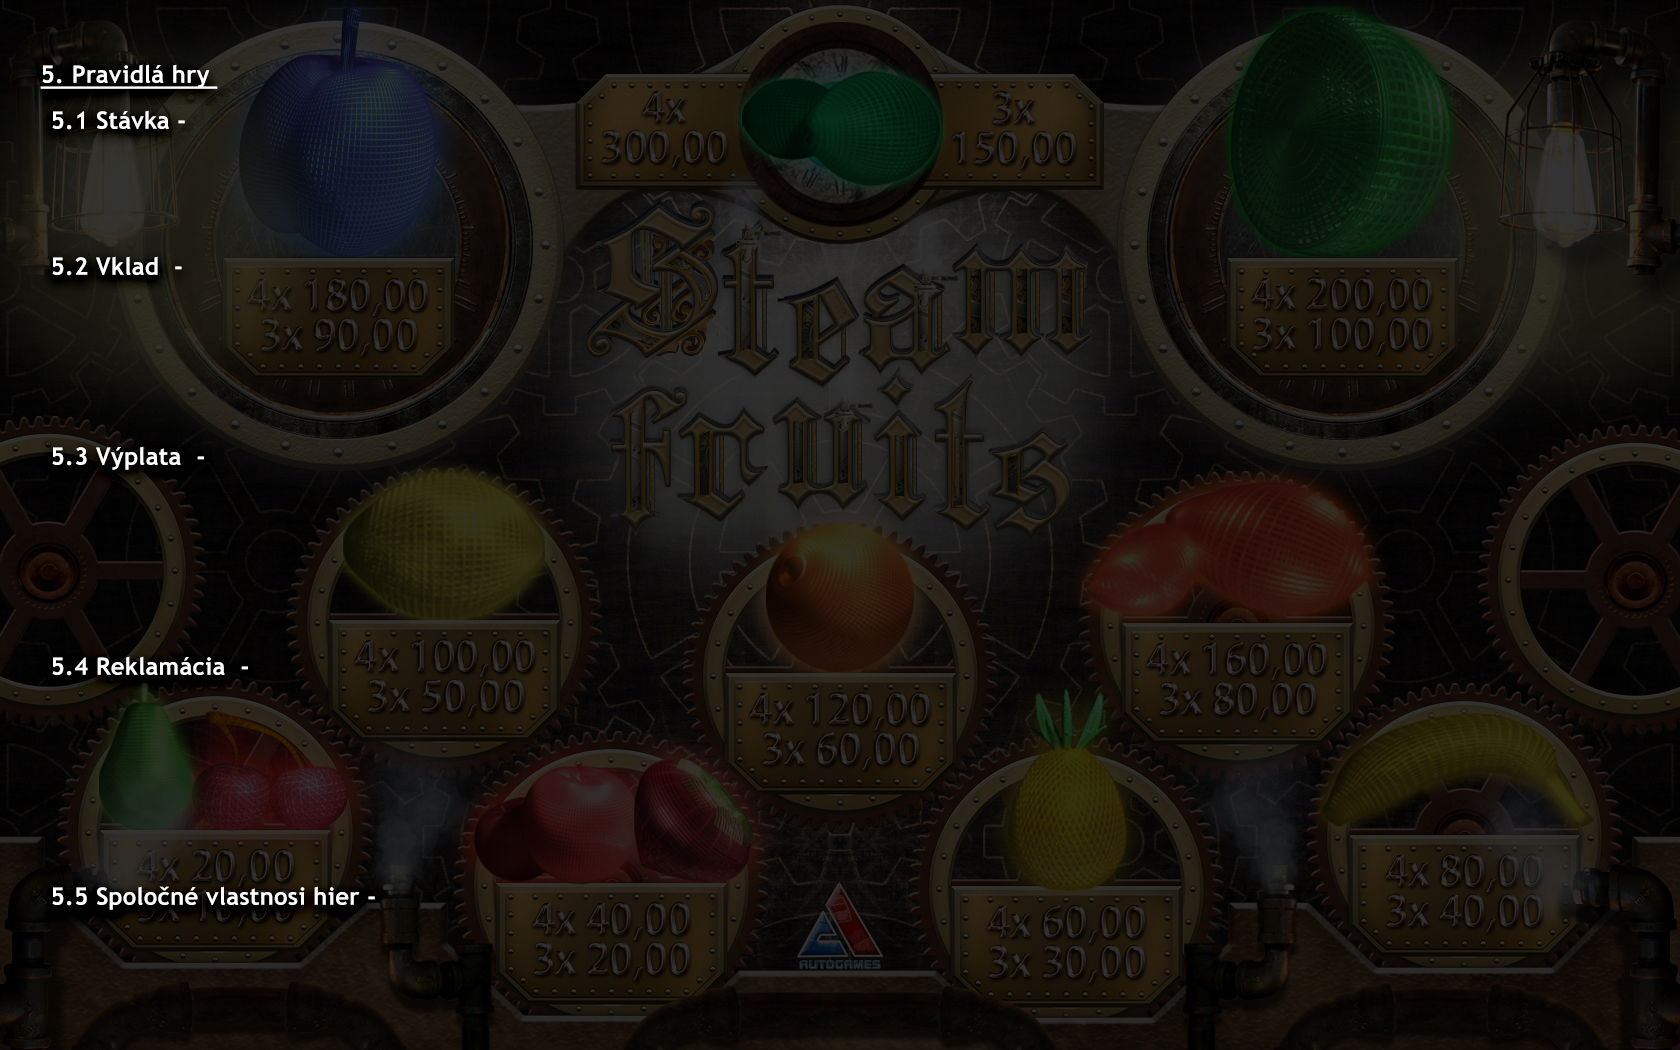 5. Pravidlá hry
5.1 Stávka -
5.2 Vklad -
5.3 Výplata -
5.4 Reklamácia -
5.5 Spoločné vlastnosi hier -
4x
300,00
3x
150,00
Steam
fruits
4x 180,00
3x 90,00
4x 200,00
3x 100,00
4x 100,00
3x 50,00
4x 120,00
3x 60,00
4x 160,00
3x 80,00
4x 20,00
3x 10,00
4x 40,00
3x 20,00
4x 60,00
3x 30,00
4x 80,00
3x 40,00
AUTOGAMES